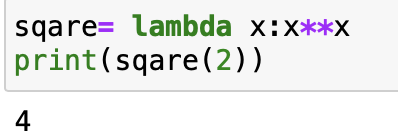 sqare= lambda x:x**x
print(sqare(2))
4